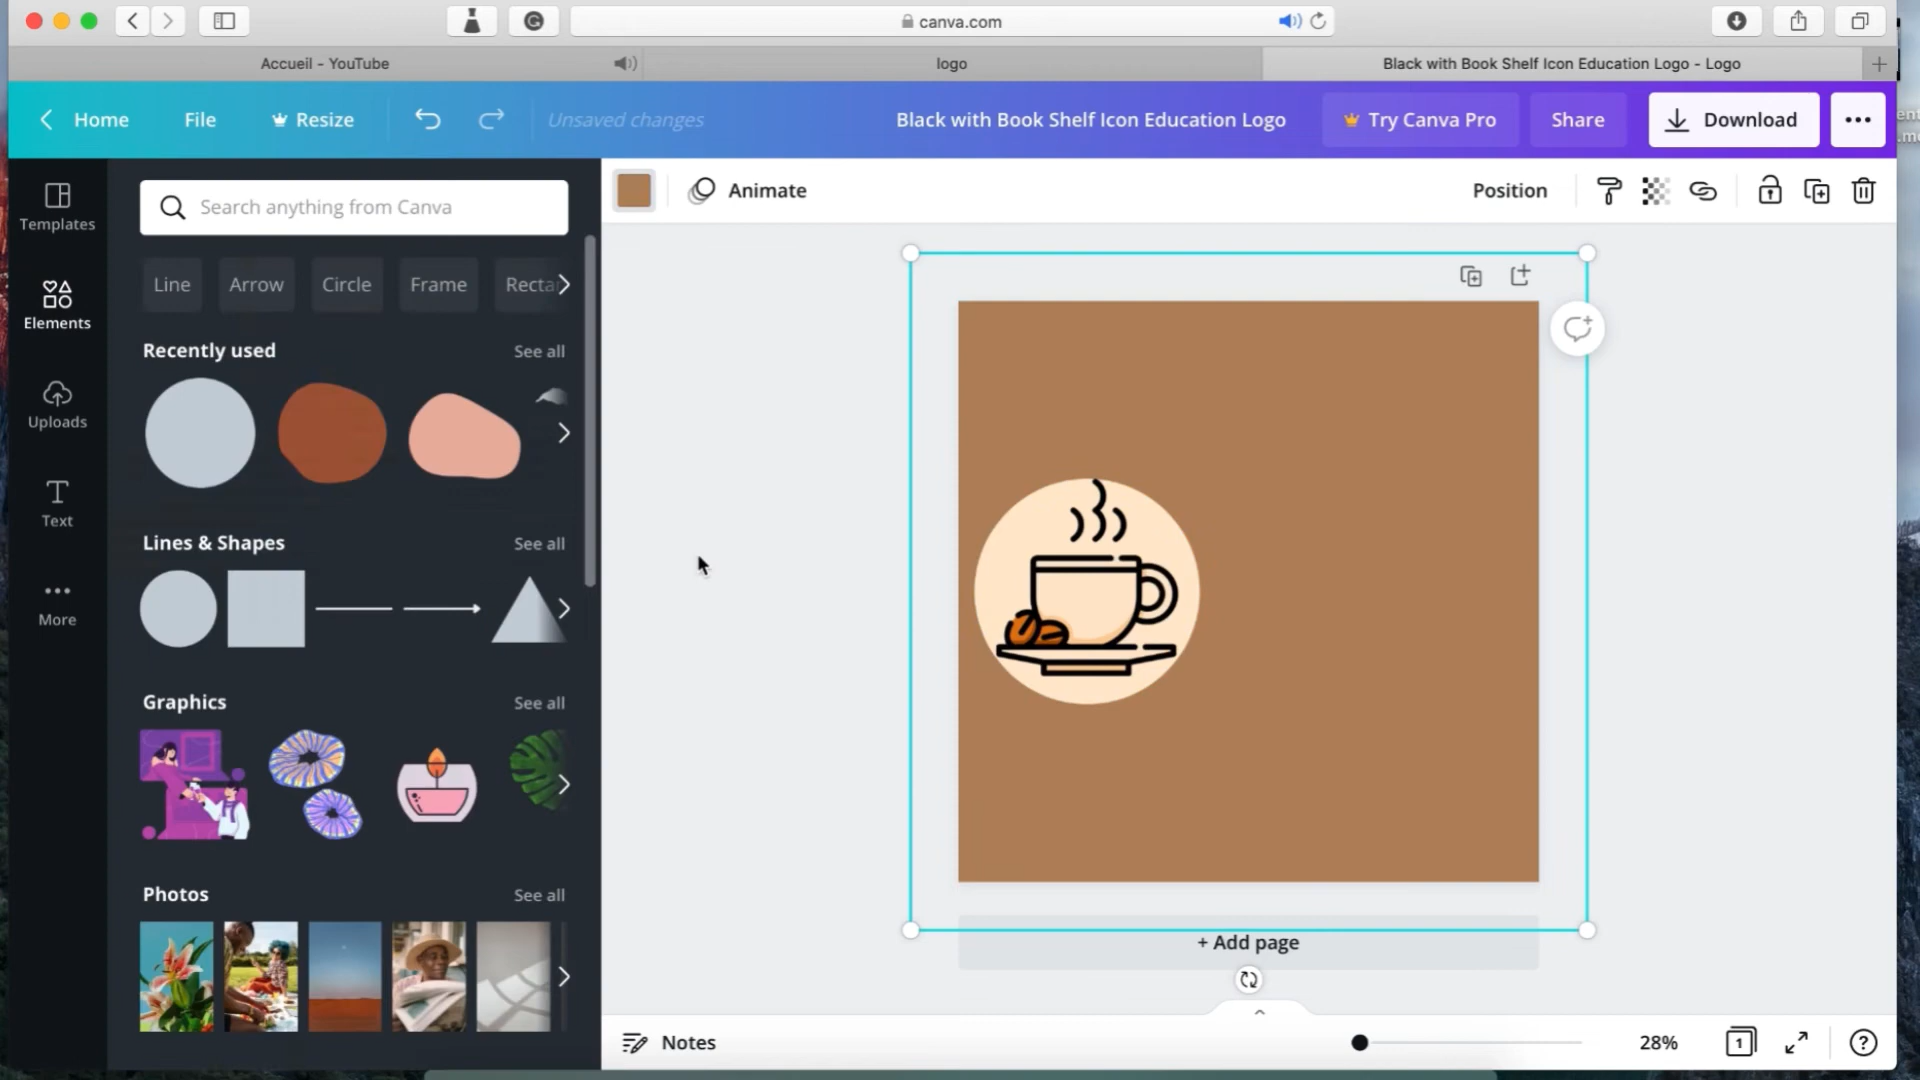 canva.com
Accueil - YouTube
logo
Black with Book Shelf Icon Education Logo - Logo
Home
File
Resize
Unsaved changes
Black with Book Shelf Icon Education Logo
Try Canva Pro
Share
Download
Templates
Elements
Uploads
Text
More
Search anything from Canva
Animate
Position
Line
Arrow
Circle
Frame
Recently used
See all
Lines & Shapes
See all
Graphics
See all
Photos
See all
+ Add page
Notes
28%
1